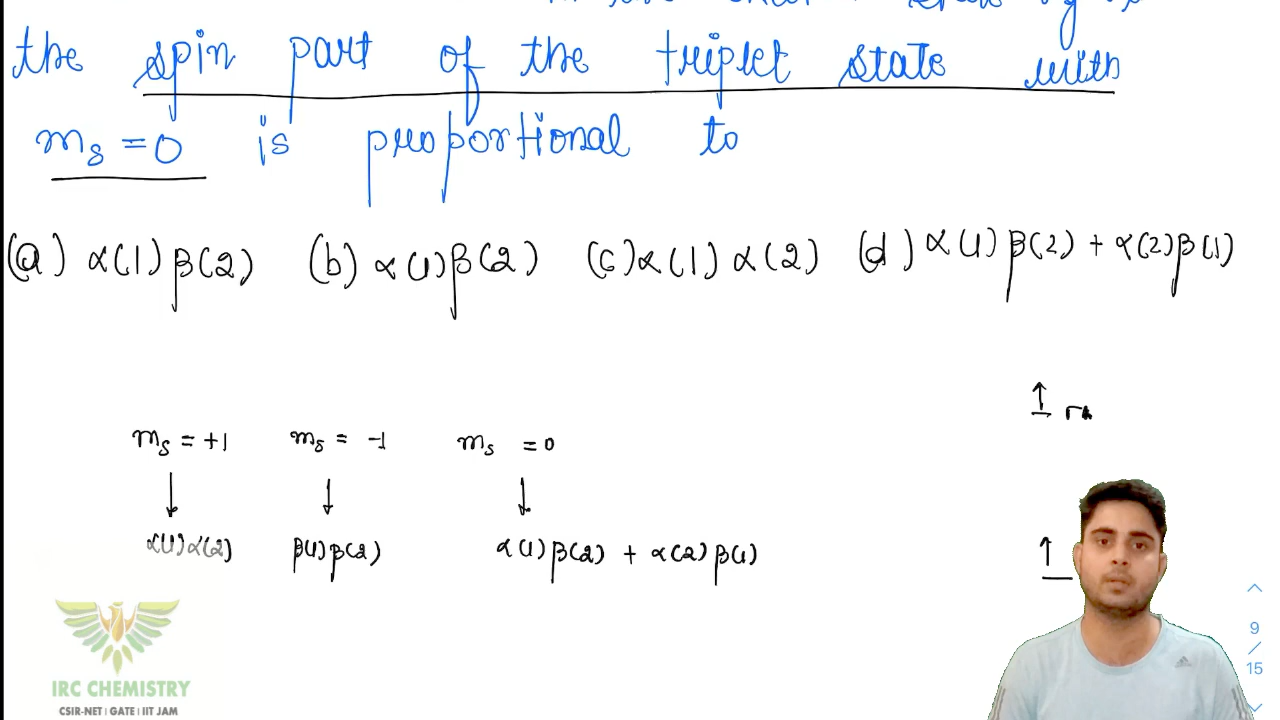 the spin part of the triplet state with
ms = 0 is proportional to
(a) α(1) β(2) (b) α(1) β(2) (c) α(1) α(2) (d) α(1) β(2) + α(2) β(1)
ms = +1 ms = -1 ms = 0
↓ ↓ ↓
α(1) α(2) β(1) β(2) α(1) β(2) + α(2) β(1)
IRC CHEMISTRY
CSIR-NET | GATE | IIT JAM
9
/
15